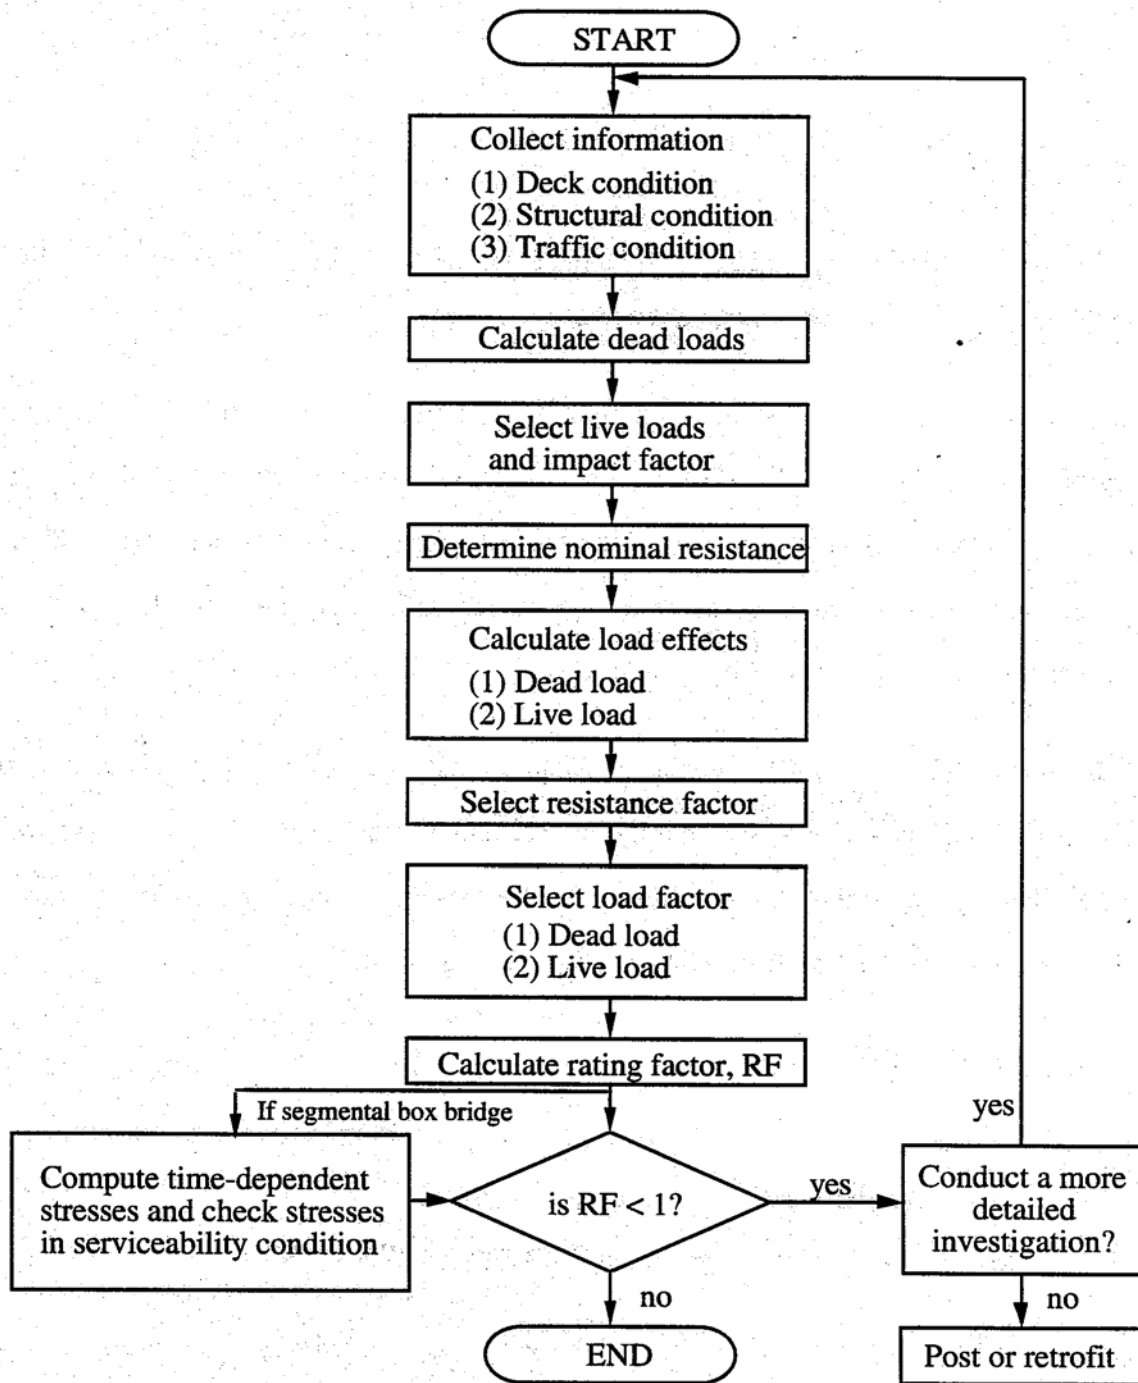 START
Collect information
(1) Deck condition
(2) Structural condition
(3) Traffic condition
Calculate dead loads
Select live loads
and impact factor
Determine nominal resistance
Calculate load effects
(1) Dead load
(2) Live load
Select resistance factor
Select load factor
(1) Dead load
(2) Live load
Calculate rating factor, RF
If segmental box bridge
Compute time-dependent
stresses and check stresses
in serviceability condition
is RF < 1?
yes
Conduct a more
detailed
investigation?
yes
no
END
no
Post or retrofit